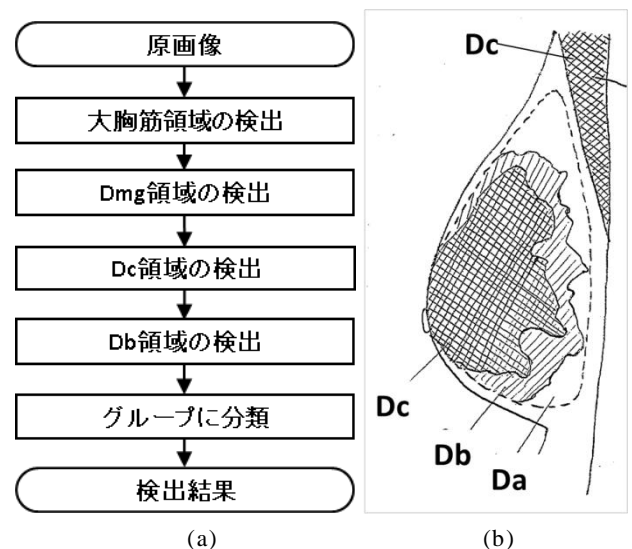 原画像
大胸筋領域の検出
Dmg領域の検出
Dc領域の検出
Db領域の検出
グループに分類
検出結果
(a)
Dc
Dc
Db
Da
(b)